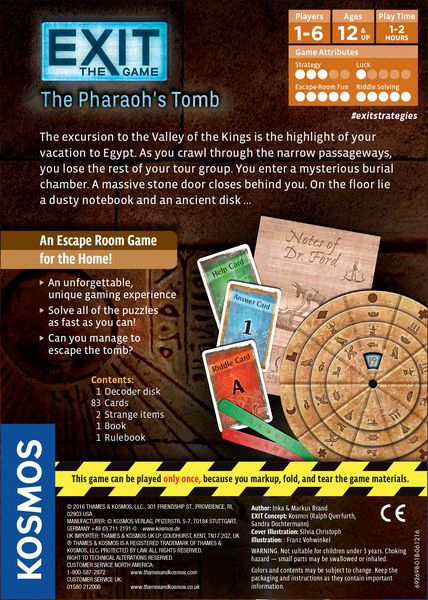 EXIT
THE GAME
The Pharaoh's Tomb
Players
1-6
Ages
12 & UP
Play Time
1-2
HOURS
Game Attributes
Strategy
Luck
Escape-Room Fun
Riddle Solving
#exitstrategies
The excursion to the Valley of the Kings is the highlight of your
vacation to Egypt. As you crawl through the narrow passageways,
you lose the rest of your tour group. You enter a mysterious burial
chamber. A massive stone door closes behind you. On the floor lie
a dusty notebook and an ancient disk ...
An Escape Room Game
for the Home!
An unforgettable,
unique gaming experience
Solve all of the puzzles
as fast as you can!
Can you manage to
escape the tomb?
Contents:
1 Decoder disk
83 Cards
2 Strange items
1 Book
1 Rulebook
Notes of
Dr. Ford
Help Card
Answer Card
1
Riddle Card
A
This game can be played only once, because you markup, fold, and tear the game materials.
KOSMOS
© 2016 THAMES & KOSMOS, LLC., 301 FRIENDSHIP ST., PROVIDENCE, RI,
02903 USA
MANUFACTURER: © KOSMOS VERLAG, PFIZERSTR. 5-7, 70184 STUTTGART,
GERMANY +49 (0) 711 2191-0 www.kosmos.de
UK IMPORTER: THAMES & KOSMOS UK LP, GOUDHURST, KENT, TN17 2QZ, UK
® THAMES & KOSMOS IS A REGISTERED TRADEMARK OF THAMES &
KOSMOS, LLC. PROTECTED BY LAW. ALL RIGHTS RESERVED.
RIGHT TO TECHNICAL ALTERATIONS RESERVED.
CUSTOMER SERVICE NORTH AMERICA:
1-800-587-2872 www.thamesandkosmos.com
CUSTOMER SERVICE UK:
01580 212000 www.thamesandkosmos.co.uk
Author: Inka & Markus Brand
EXIT Concept: Kosmos (Ralph Querfurth,
Sandra Dochtermann)
Cover Illustration: Silvia Christoph
Illustration: Franz Vohwinkel
WARNING. Not suitable for children under 3 years. Choking
hazard — small parts may be swallowed or inhaled.
Colors and contents may be subject to change. Keep the
packaging and instructions as they contain important
information.
CE
692698-01B-061216